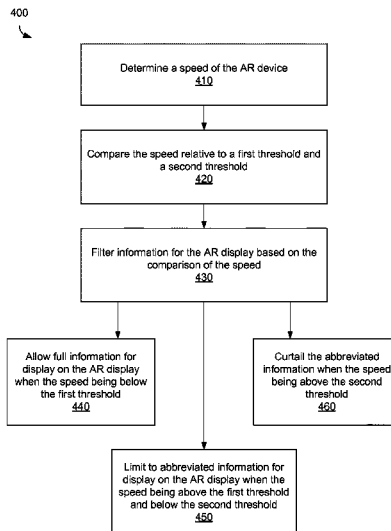 400
Determine a speed of the AR device
410
Compare the speed relative to a first threshold and
a second threshold
420
Filter information for the AR display based on the
comparison of the speed
430
Allow full information for
display on the AR display
when the speed being below
the first threshold
440
Curtail the abbreviated
information when the speed
being above the second
threshold
460
Limit to abbreviated information for
display on the AR display when the
speed being above the first threshold
and below the second threshold
450